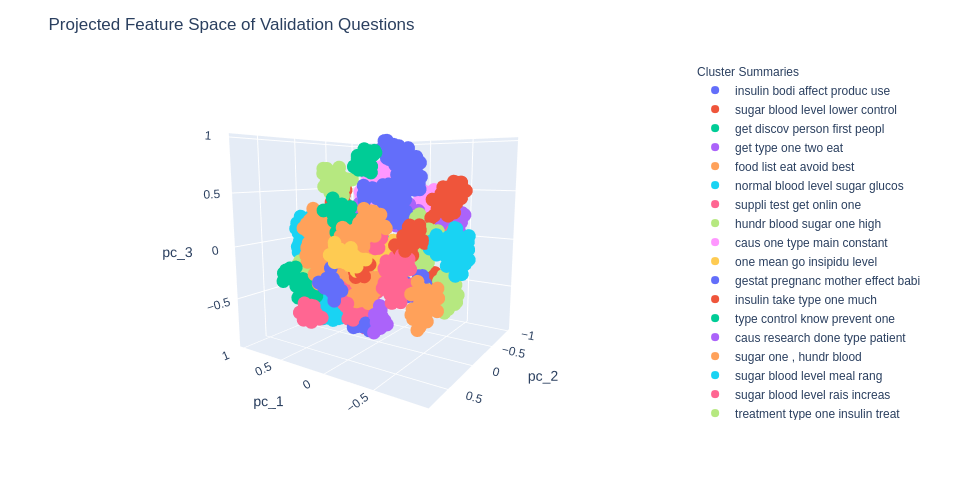 Projected Feature Space of Validation Questions
Cluster Summaries
insulin bodi affect produc use
sugar blood level lower control
get discov person first peopl
get type one two eat
food list eat avoid best
normal blood level sugar glucos
suppli test get onlin one
hundr blood sugar one high
caus one type main constant
one mean go insipidu level
gestat pregnanc mother effect babi
insulin take type one much
type control know prevent one
caus research done type patient
sugar one , hundr blood
sugar blood level meal rang
sugar blood level rais increas
treatment type one insulin treat
1
0.5
pc_3
0
−0.5
1
0.5
0
−0.5
pc_1
−1
−0.5
0
0.5
pc_2